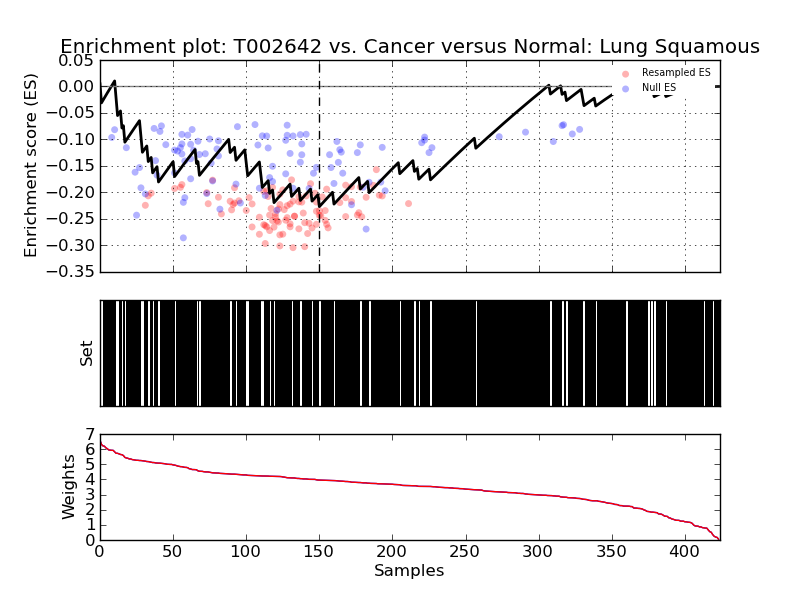 Enrichment plot: T002642 vs. Cancer versus Normal: Lung Squamous
Enrichment score (ES)
0.05
0.00
−0.05
−0.10
−0.15
−0.20
−0.25
−0.30
−0.35
Resampled ES
Null ES
Set
Weights
7
6
5
4
3
2
1
0
0 50 100 150 200 250 300 350 400
Samples